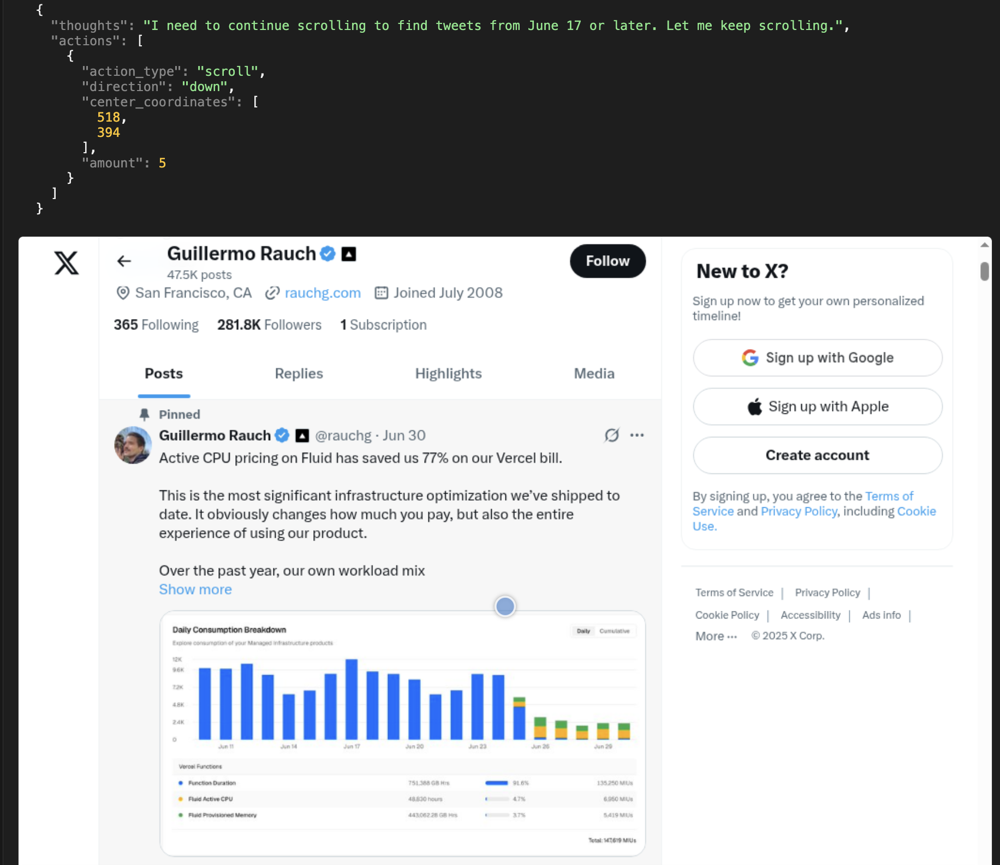 {
"thoughts": "I need to continue scrolling to find tweets from June 17 or later. Let me keep scrolling.",
"actions": [
{
"action_type": "scroll",
"direction": "down",
"center_coordinates": [
518,
394
],
"amount": 5
}
]
}
Guillermo Rauch
47.5K posts
Follow
San Francisco, CA rauchg.com Joined July 2008
365 Following 281.8K Followers 1 Subscription
Posts Replies Highlights Media
Pinned
Guillermo Rauch @rauchg · Jun 30
Active CPU pricing on Fluid has saved us 77% on our Vercel bill.
This is the most significant infrastructure optimization we’ve shipped to
date. It obviously changes how much you pay, but also the entire
experience of using our product.
Over the past year, our own workload mix
Show more
Daily Consumption Breakdown
Daily Cumulative
Explore consumption of your Managed Infrastructure products
12K
9.6K
7.2K
4.8K
2.4K
0
Jun 11 Jun 14 Jun 17 Jun 20 Jun 23 Jun 26 Jun 29
Vercel Functions
Function Duration 751,388 GB Hrs 91.6% 135,250 MIUs
Fluid Active CPU 48,830 hours 4.7% 6,950 MIUs
Fluid Provisioned Memory 443,062.28 GB Hrs 3.7% 5,419 MIUs
Total: 147,619 MIUs
New to X?
Sign up now to get your own personalized
timeline!
Sign up with Google
Sign up with Apple
Create account
By signing up, you agree to the Terms of
Service and Privacy Policy, including Cookie
Use.
Terms of Service | Privacy Policy |
Cookie Policy | Accessibility | Ads info |
More ··· © 2025 X Corp.